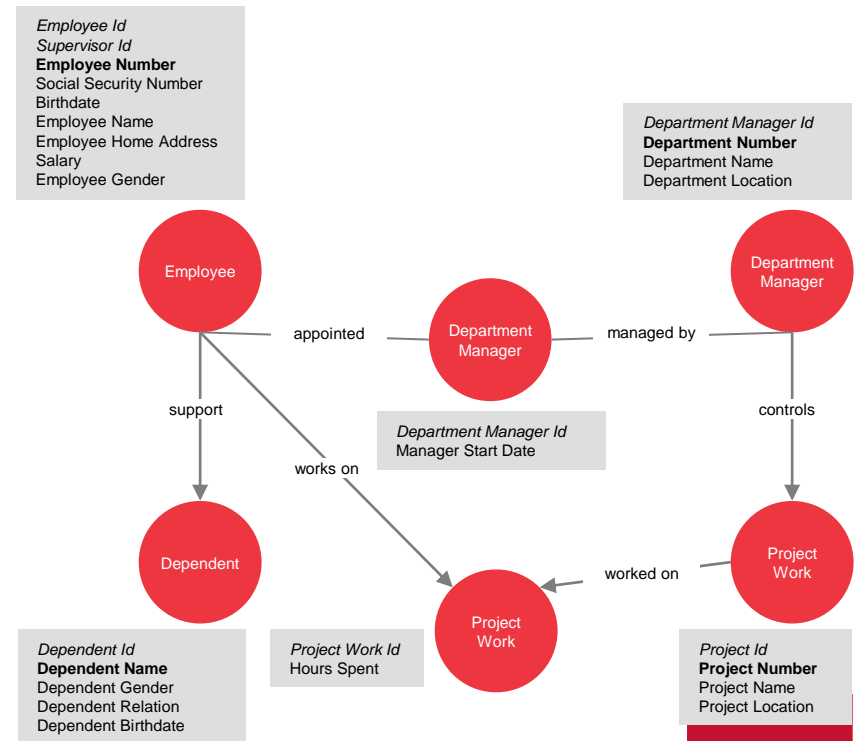 Employee Id
Supervisor Id
Employee Number
Social Security Number
Birthdate
Employee Name
Employee Home Address
Salary
Employee Gender
Department Manager Id
Department Number
Department Name
Department Location
Employee
Department
Manager
appointed
Department
Manager
managed by
support
controls
Department Manager Id
Manager Start Date
works on
Dependent
Project
Work
worked on
Project
Work
Dependent Id
Dependent Name
Dependent Gender
Dependent Relation
Dependent Birthdate
Project Work Id
Hours Spent
Project Id
Project Number
Project Name
Project Location